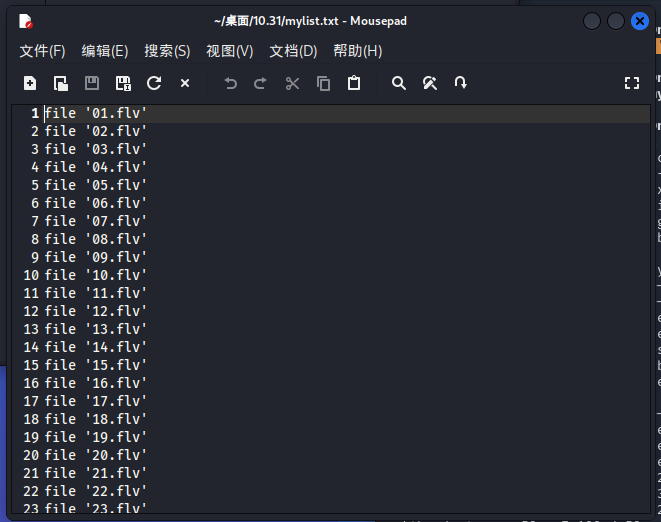 ~/桌面/10.31/mylist.txt - Mousepad
文件(F) 编辑(E) 搜索(S) 视图(V) 文档(D) 帮助(H)
1 file '01.flv'
2 file '02.flv'
3 file '03.flv'
4 file '04.flv'
5 file '05.flv'
6 file '06.flv'
7 file '07.flv'
8 file '08.flv'
9 file '09.flv'
10 file '10.flv'
11 file '11.flv'
12 file '12.flv'
13 file '13.flv'
14 file '14.flv'
15 file '15.flv'
16 file '16.flv'
17 file '17.flv'
18 file '18.flv'
19 file '19.flv'
20 file '20.flv'
21 file '21.flv'
22 file '22.flv'
23 file '23.flv'